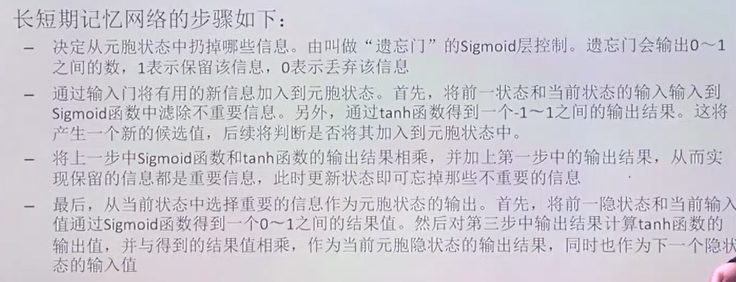 长短期记忆网络的步骤如下：
– 决定从元胞状态中扔掉哪些信息。由叫做“遗忘门”的Sigmoid层控制。遗忘门会输出0～1
之间的数，1表示保留该信息，0表示丢弃该信息
– 通过输入门将有用的新信息加入到元胞状态。首先，将前一状态和当前状态的输入输入到
Sigmoid函数中滤除不重要信息。另外，通过tanh函数得到一个-1～1之间的输出结果。这将
产生一个新的候选值，后续将判断是否将其加入到元胞状态中。
– 将上一步中Sigmoid函数和tanh函数的输出结果相乘，并加上第一步中的输出结果，从而实
现保留的信息都是重要信息，此时更新状态即可忘掉那些不重要的信息
– 最后，从当前状态中选择重要的信息作为元胞状态的输出。首先，将前一隐状态和当前输入
值通过Sigmoid函数得到一个0～1之间的结果值。然后对第三步中输出结果计算tanh函数的
输出值，并与得到的结果值相乘，作为当前元胞隐状态的输出结果，同时也作为下一个隐状
态的输入值